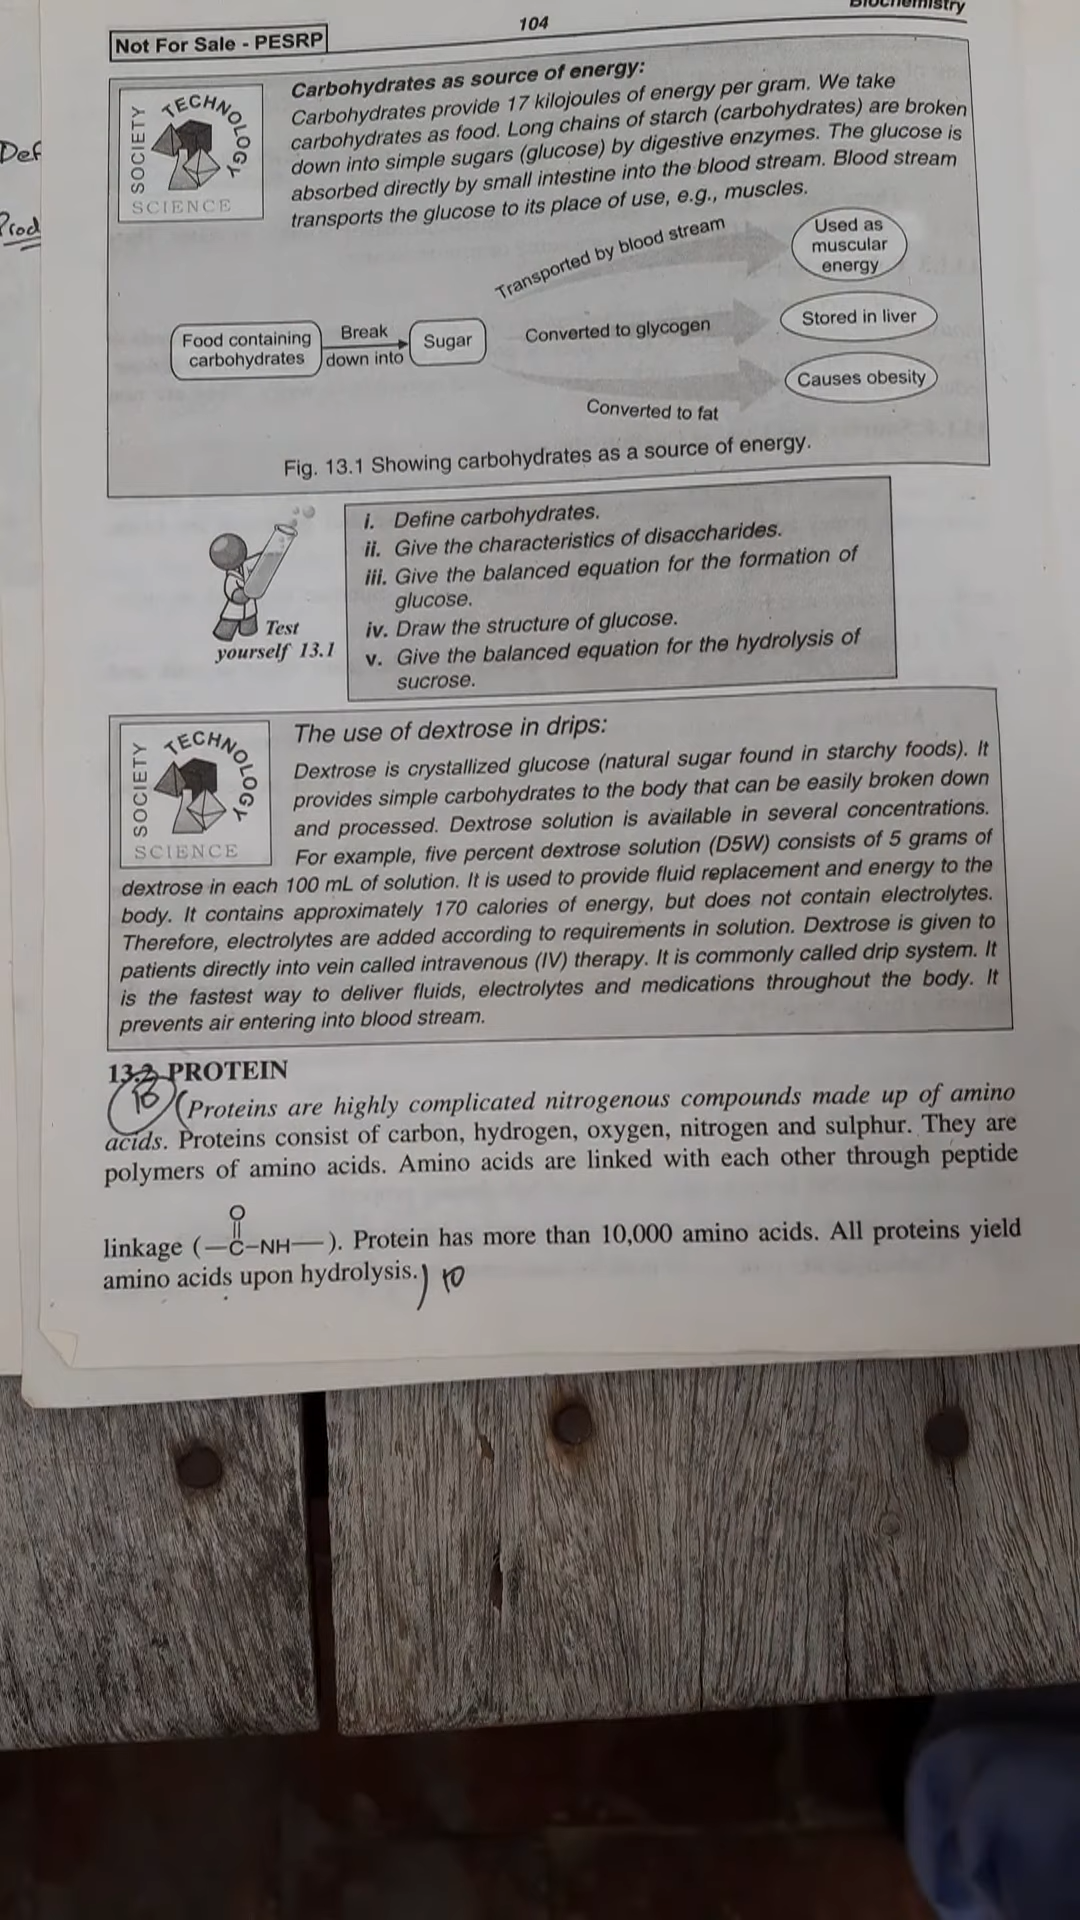 Biochemistry
104
Not For Sale - PESRP
Def
Prod
SOCIETY
TECHNOLOGY
SCIENCE
Carbohydrates as source of energy:
Carbohydrates provide 17 kilojoules of energy per gram. We take
carbohydrates as food. Long chains of starch (carbohydrates) are broken
down into simple sugars (glucose) by digestive enzymes. The glucose is
absorbed directly by small intestine into the blood stream. Blood stream
transports the glucose to its place of use, e.g., muscles.
Transported by blood stream
Used as
muscular
energy
Food containing
carbohydrates
Break
down into
Sugar
Converted to glycogen
Stored in liver
Converted to fat
Causes obesity
Fig. 13.1 Showing carbohydrates as a source of energy.
Test
yourself 13.1
i. Define carbohydrates.
ii. Give the characteristics of disaccharides.
iii. Give the balanced equation for the formation of
glucose.
iv. Draw the structure of glucose.
v. Give the balanced equation for the hydrolysis of
sucrose.
SOCIETY
TECHNOLOGY
SCIENCE
The use of dextrose in drips:
Dextrose is crystallized glucose (natural sugar found in starchy foods). It
provides simple carbohydrates to the body that can be easily broken down
and processed. Dextrose solution is available in several concentrations.
For example, five percent dextrose solution (D5W) consists of 5 grams of
dextrose in each 100 mL of solution. It is used to provide fluid replacement and energy to the
body. It contains approximately 170 calories of energy, but does not contain electrolytes.
Therefore, electrolytes are added according to requirements in solution. Dextrose is given to
patients directly into vein called intravenous (IV) therapy. It is commonly called drip system. It
is the fastest way to deliver fluids, electrolytes and medications throughout the body. It
prevents air entering into blood stream.
13.2 PROTEIN
Proteins are highly complicated nitrogenous compounds made up of amino
acids. Proteins consist of carbon, hydrogen, oxygen, nitrogen and sulphur. They are
polymers of amino acids. Amino acids are linked with each other through peptide
O
linkage (—C–NH—). Protein has more than 10,000 amino acids. All proteins yield
amino acids upon hydrolysis.